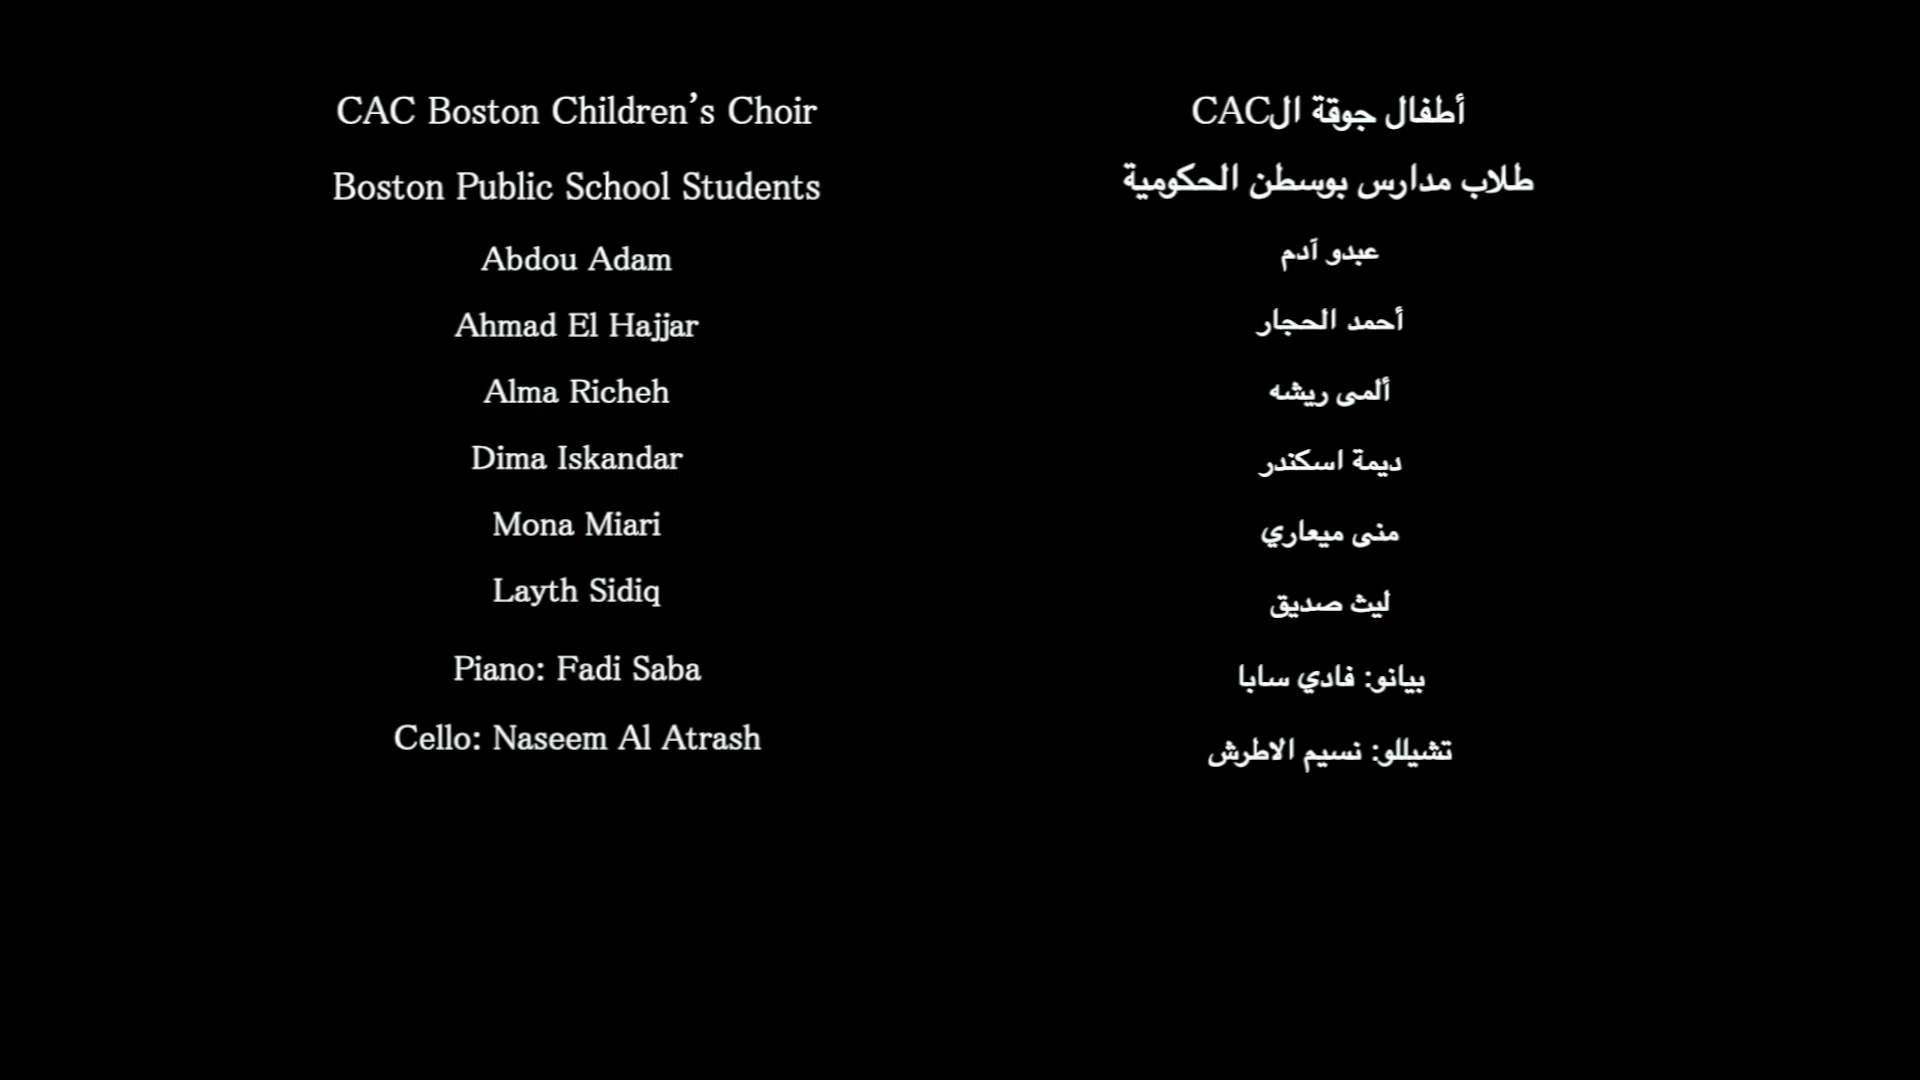 CAC Boston Children’s Choir
Boston Public School Students
Abdou Adam
Ahmad El Hajjar
Alma Richeh
Dima Iskandar
Mona Miari
Layth Sidiq
Piano: Fadi Saba
Cello: Naseem Al Atrash
أطفال جوقة الCAC
طلاب مدارس بوسطن الحكومية
عبدو آدم
أحمد الحجار
ألمى ريشه
ديمة اسكندر
منى ميعاري
ليث صديق
بيانو: فادي سابا
تشيللو: نسيم الاطرش